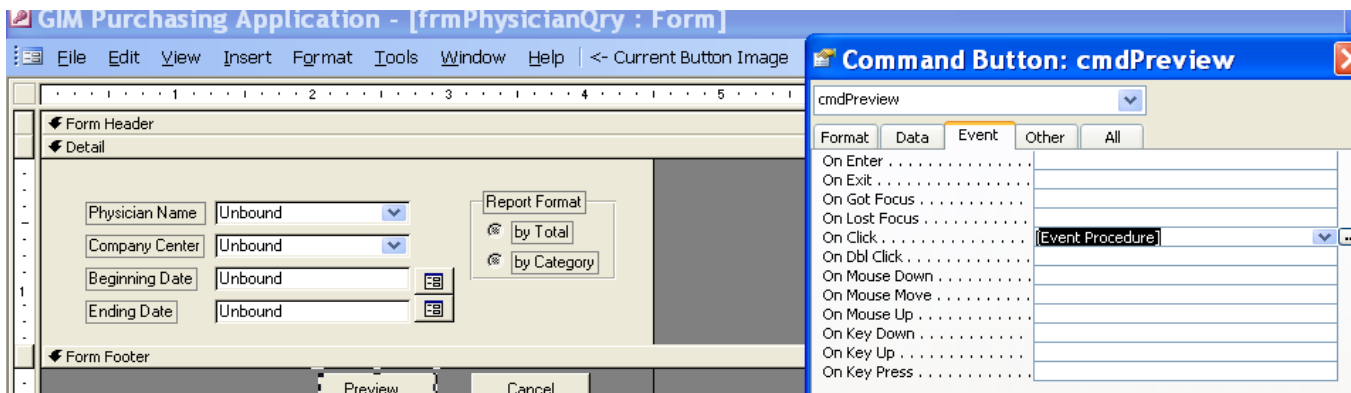 GIM Purchasing Application - [frmPhysicianQry : Form]
File Edit View Insert Format Tools Window Help <- Current Button Image
1 2 3 4 5
Form Header
Detail
Physician Name Unbound
Company Center Unbound
Beginning Date Unbound
Ending Date Unbound
Report Format
by Total
by Category
1
Form Footer
Preview Cancel
Command Button: cmdPreview
cmdPreview
Format Data Event Other All
On Enter . . . . . . . . . . . . . . . .
On Exit . . . . . . . . . . . . . . . . .
On Got Focus . . . . . . . . . . . .
On Lost Focus . . . . . . . . . . .
On Click . . . . . . . . . . . . . . . . [Event Procedure] ...
On Dbl Click . . . . . . . . . . . . .
On Mouse Down . . . . . . . . . .
On Mouse Move . . . . . . . . . .
On Mouse Up . . . . . . . . . . . .
On Key Down . . . . . . . . . . . .
On Key Up . . . . . . . . . . . . . .
On Key Press . . . . . . . . . . . .